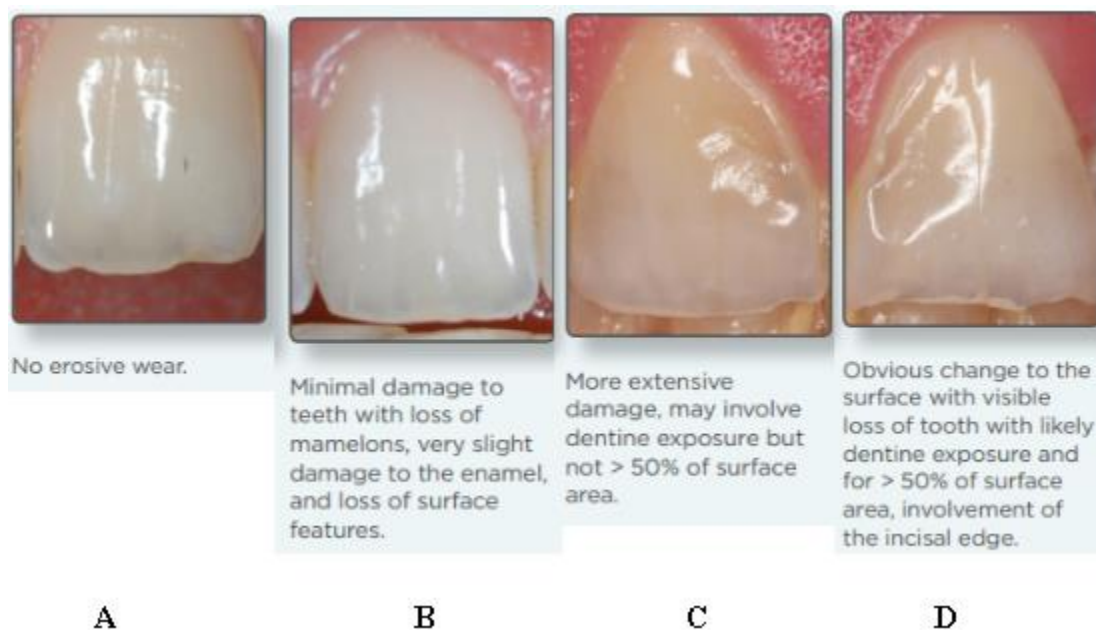 No erosive wear.
Minimal damage to
teeth with loss of
mamelons, very slight
damage to the enamel,
and loss of surface
features.
More extensive
damage, may involve
dentine exposure but
not > 50% of surface
area.
Obvious change to the
surface with visible
loss of tooth with likely
dentine exposure and
for > 50% of surface
area, involvement of
the incisal edge.
A
B
C
D